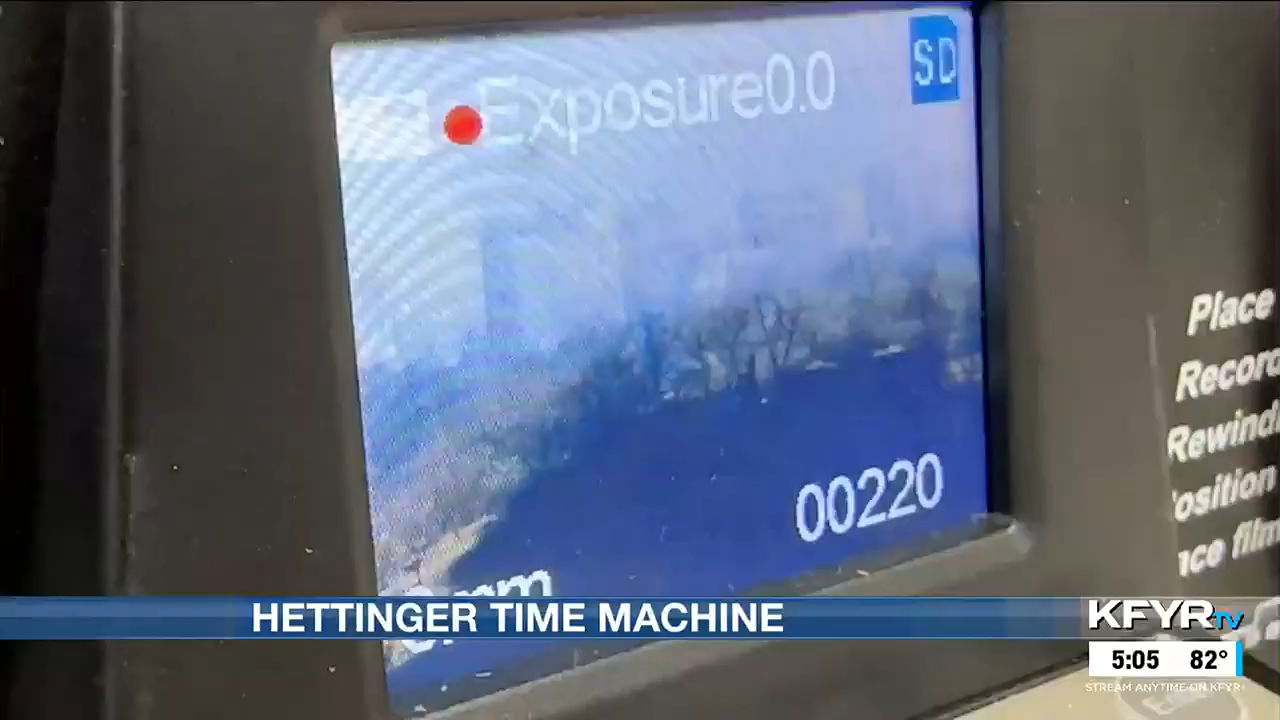 Exposure0.0
SD
00220
8mm
Place
Record
Rewind
osition
film
HETTINGER TIME MACHINE
KFYR TV
5:05 82°
STREAM ANYTIME ON KFYR+